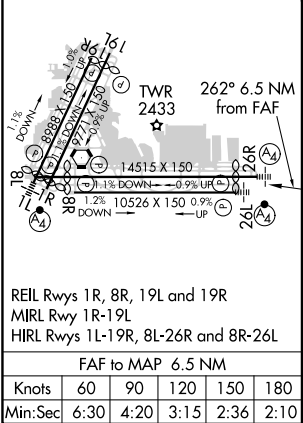 19L
19R
1.0%
UP
P
TWR
2433
262° 6.5 NM
from FAF
8988 X 150
1.1%
DOWN
9771 X 150
DOWN
0.9%
UP
P
14515 X 150
26R
A4
1.1% DOWN
0.9% UP
P
8L
1L
1R
8R
1.2%
DOWN
10526 X 150
0.9%
UP
P
26L
A4
A4
REIL Rwys 1R, 8R, 19L and 19R
MIRL Rwy 1R-19L
HIRL Rwys 1L-19R, 8L-26R and 8R-26L
FAF to MAP 6.5 NM
Knots 60 90 120 150 180
Min:Sec 6:30 4:20 3:15 2:36 2:10